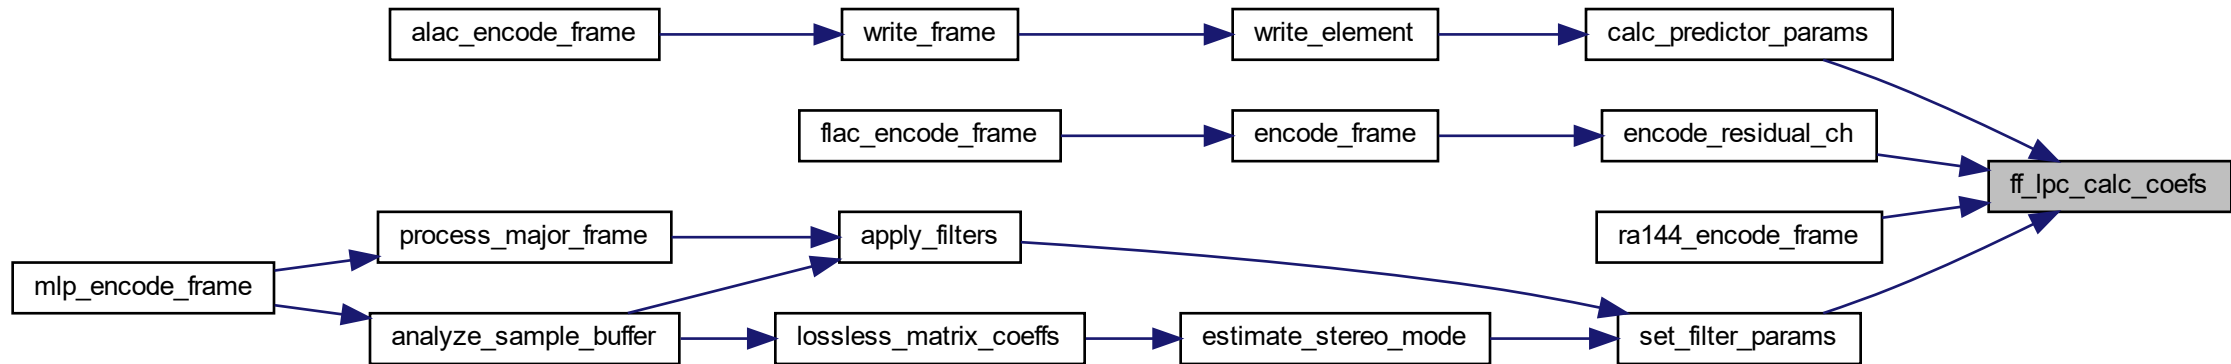 alac_encode_frame
write_frame
write_element
calc_predictor_params
flac_encode_frame
encode_frame
encode_residual_ch
ff_lpc_calc_coefs
process_major_frame
apply_filters
ra144_encode_frame
mlp_encode_frame
analyze_sample_buffer
lossless_matrix_coeffs
estimate_stereo_mode
set_filter_params